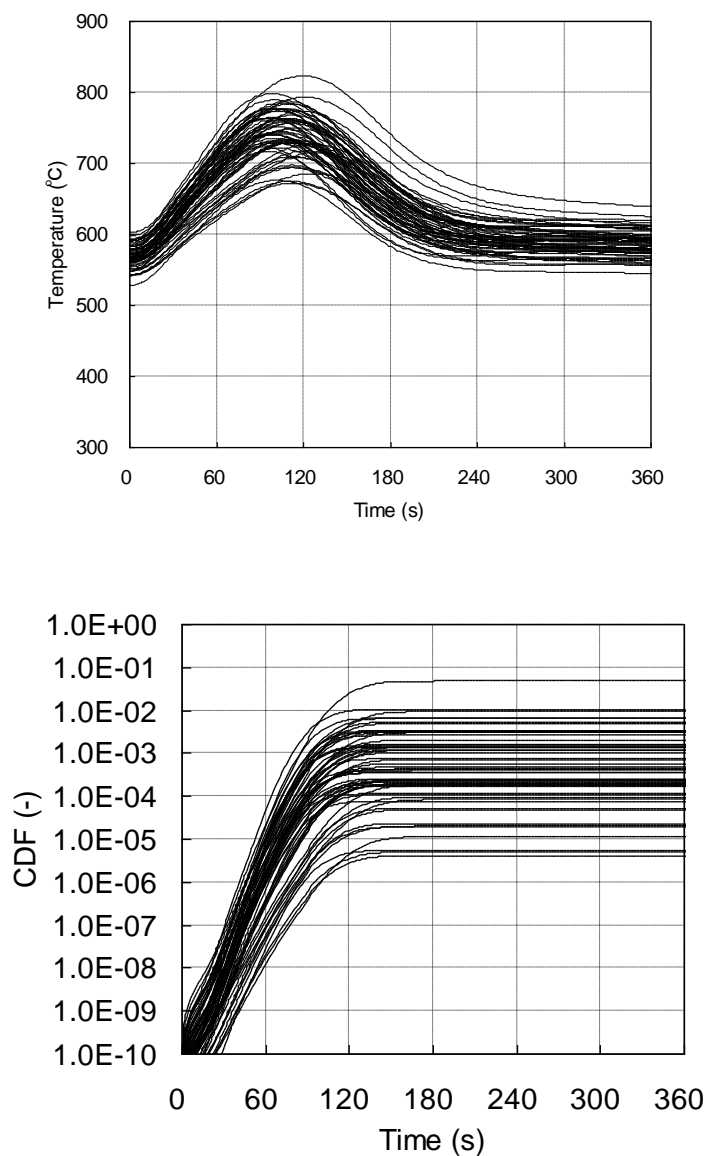 900
800
700
600
500
400
300
Temperature (°C)
0 60 120 180 240 300 360
Time (s)
1.0E+00
1.0E-01
1.0E-02
1.0E-03
1.0E-04
1.0E-05
1.0E-06
1.0E-07
1.0E-08
1.0E-09
1.0E-10
CDF (-)
0 60 120 180 240 300 360
Time (s)